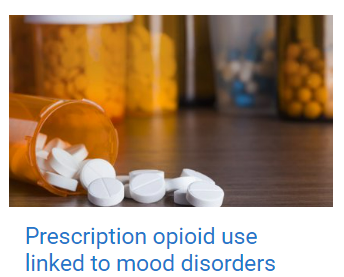 Prescription opioid use
linked to mood disorders